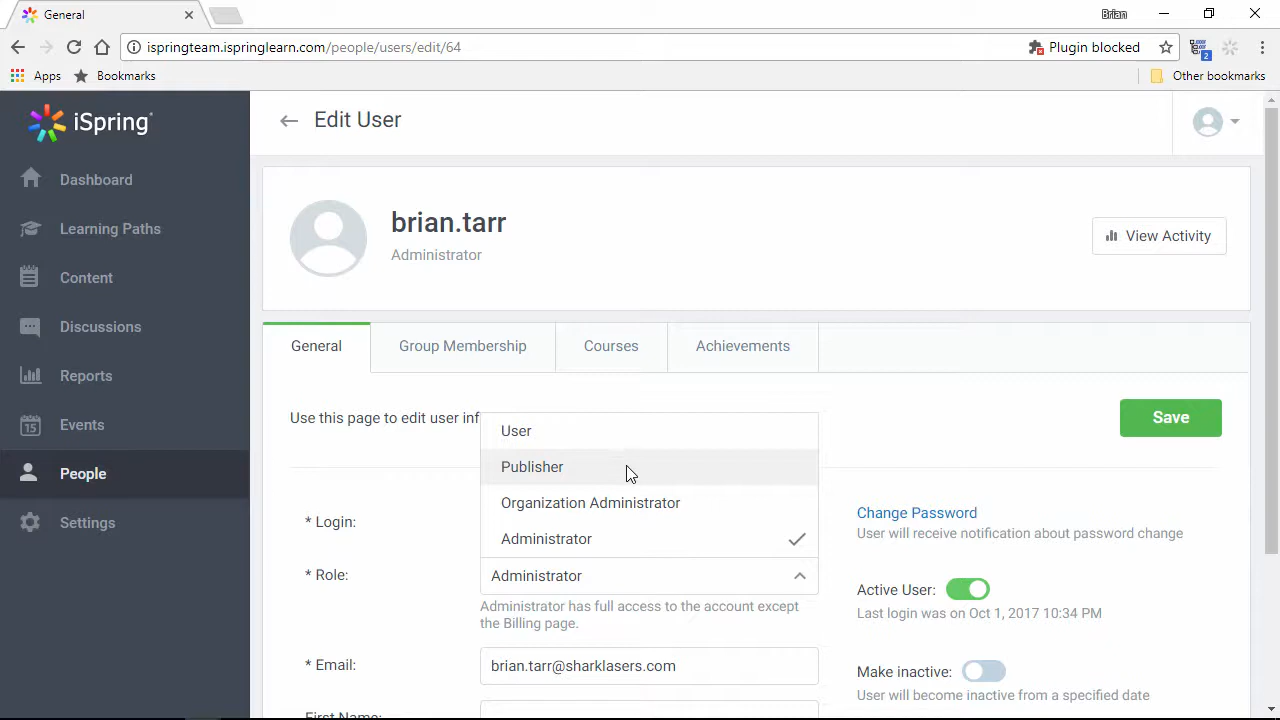 General
Brian
ispringteam.ispringlearn.com/people/users/edit/64
Plugin blocked
2
Apps
Bookmarks
Other bookmarks
iSpring
Edit User
Dashboard
Learning Paths
Content
Discussions
Reports
15
Events
People
Settings
brian.tarr
Administrator
View Activity
General
Group Membership
Courses
Achievements
Use this page to edit user inf
Save
User
Publisher
Organization Administrator
Administrator
* Login:
* Role:
Administrator
Administrator has full access to the account except
the Billing page.
* Email:
brian.tarr@sharklasers.com
First Name:
Change Password
User will receive notification about password change
Active User:
Last login was on Oct 1, 2017 10:34 PM
Make inactive:
User will become inactive from a specified date